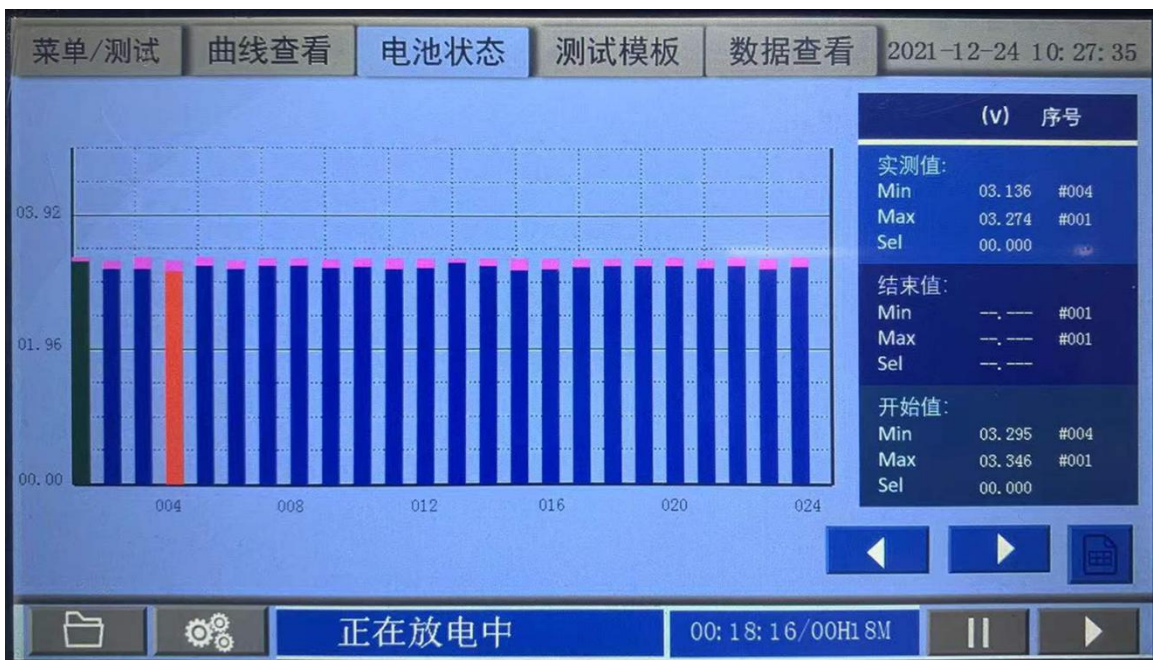 菜单/测试 曲线查看 电池状态 测试模板 数据查看 2021-12-24 10:27:35
(v) 序号
实测值:
Min 03.136 #004
Max 03.274 #001
Sel 00.000
结束值:
Min --.--- #001
Max --.--- #001
Sel --.---
开始值:
Min 03.295 #004
Max 03.346 #001
Sel 00.000
03.92
01.96
00.00
004 008 012 016 020 024
正在放电中 00:18:16/00H18M